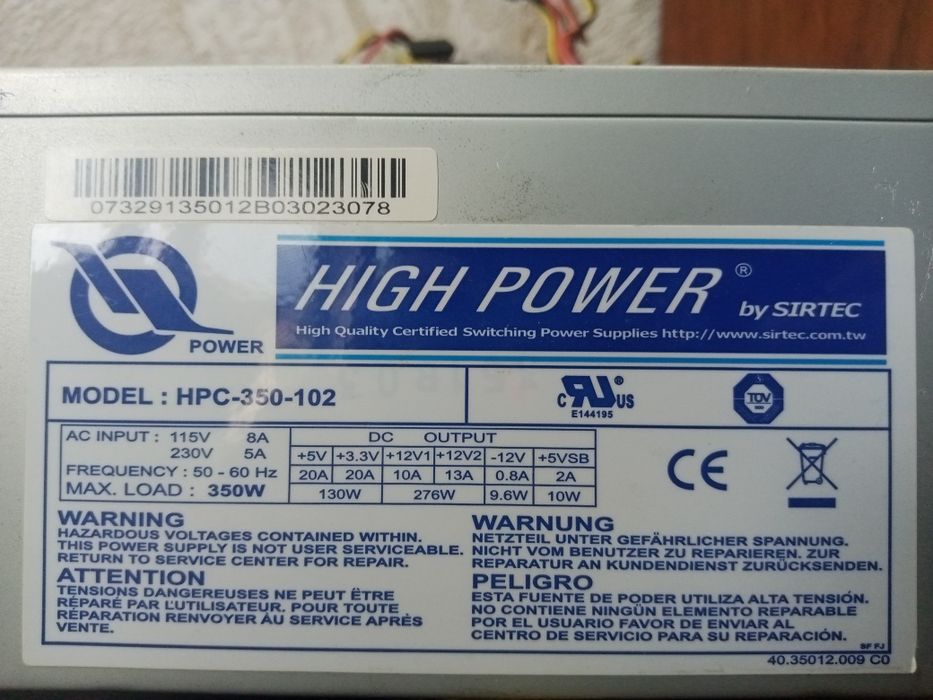 07329135012B03023078
HIGH POWER ® by SIRTEC
High Quality Certified Switching Power Supplies http://www.sirtec.com.tw
POWER
MODEL : HPC-350-102
c RU ® US
E144195
TÜV
AC INPUT : 115V 8A
230V 5A
FREQUENCY : 50 - 60 Hz
MAX. LOAD : 350W
DC OUTPUT
+5V +3.3V +12V1 +12V2 -12V +5VSB
20A 20A 10A 13A 0.8A 2A
130W 276W 9.6W 10W
CE
WARNING
HAZARDOUS VOLTAGES CONTAINED WITHIN.
THIS POWER SUPPLY IS NOT USER SERVICEABLE.
RETURN TO SERVICE CENTER FOR REPAIR.
ATTENTION
TENSIONS DANGEREUSES NE PEUT ÊTRE
RÉPARÉ PAR L'UTILISATEUR. POUR TOUTE
RÉPARATION RENVOYER ÀU SERVICE APRÈS
VENTE.
WARNUNG
NETZTEIL UNTER GEFÄHRLICHER SPANNUNG.
NICHT VOM BENUTZER ZU REPARIEREN. ZUR
REPARATUR AN KUNDENDIENST ZURÜCKSENDEN.
PELIGRO
ESTA FUENTE DE PODER UTILIZA ALTA TENSIÓN.
NO CONTIENE NINGÚN ELEMENTO REPARABLE
POR EL USUARIO FAVOR DE ENVIAR AL
CENTRO DE SERVICIO PARA SU REPARACIÓN.
SF FJ
40.35012.009 C0